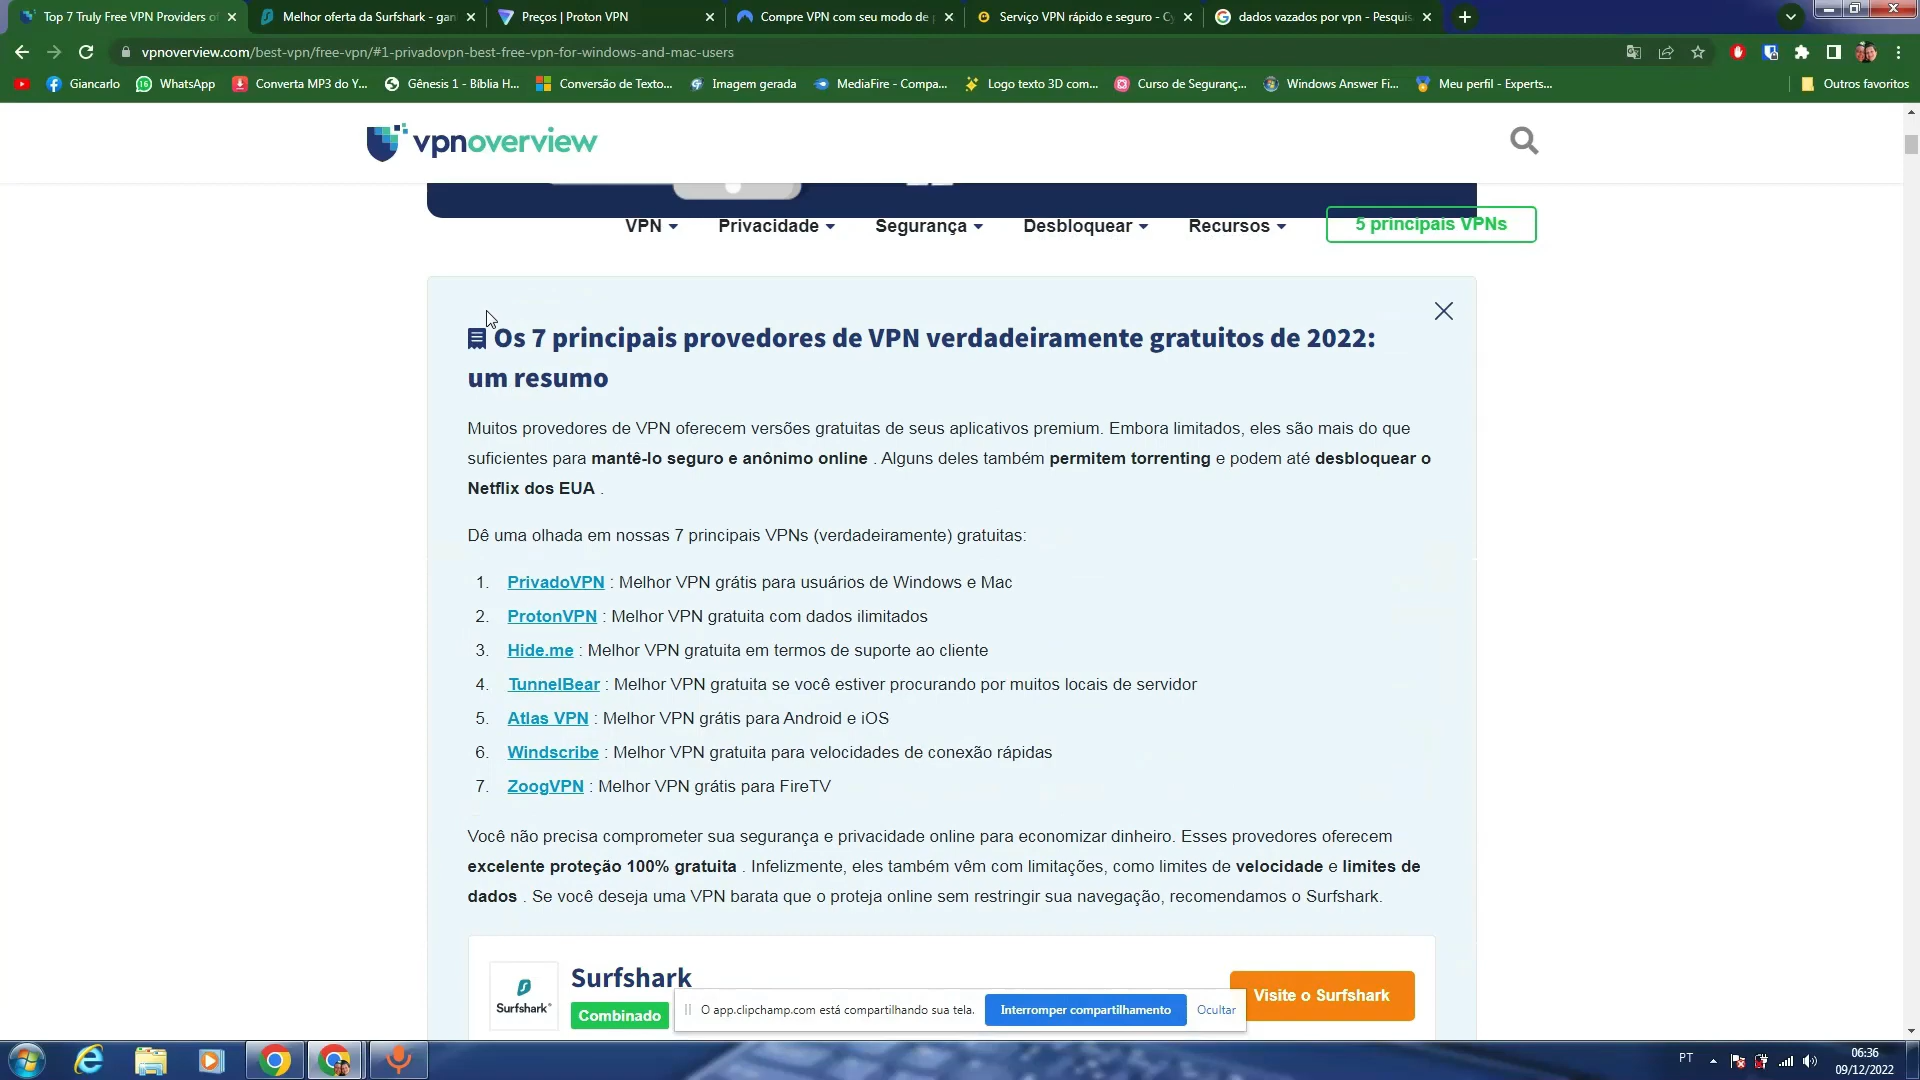 Top 7 Truly Free VPN Providers o
Melhor oferta da Surfshark - gan
Preços | Proton VPN
Compre VPN com seu modo de p
Serviço VPN rápido e seguro - Cy
dados vazados por vpn - Pesquis
vpnoverview.com/best-vpn/free-vpn/#1-privadovpn-best-free-vpn-for-windows-and-mac-users
Giancarlo
WhatsApp
Converta MP3 do Y...
Gênesis 1 - Bíblia H...
Conversão de Texto...
Imagem gerada
MediaFire - Compa...
Logo texto 3D com...
Curso de Seguranç...
Windows Answer Fi...
Meu perfil - Experts...
Outros favoritos
vpnoverview
VPN
Privacidade
Segurança
Desbloquear
Recursos
5 principais VPNs
Os 7 principais provedores de VPN verdadeiramente gratuitos de 2022:
um resumo
Muitos provedores de VPN oferecem versões gratuitas de seus aplicativos premium. Embora limitados, eles são mais do que
suficientes para mantê-lo seguro e anônimo online . Alguns deles também permitem torrenting e podem até desbloquear o
Netflix dos EUA .
Dê uma olhada em nossas 7 principais VPNs (verdadeiramente) gratuitas:
1. PrivadoVPN : Melhor VPN grátis para usuários de Windows e Mac
2. ProtonVPN : Melhor VPN gratuita com dados ilimitados
3. Hide.me : Melhor VPN gratuita em termos de suporte ao cliente
4. TunnelBear : Melhor VPN gratuita se você estiver procurando por muitos locais de servidor
5. Atlas VPN : Melhor VPN grátis para Android e iOS
6. Windscribe : Melhor VPN gratuita para velocidades de conexão rápidas
7. ZoogVPN : Melhor VPN grátis para FireTV
Você não precisa comprometer sua segurança e privacidade online para economizar dinheiro. Esses provedores oferecem
excelente proteção 100% gratuita . Infelizmente, eles também vêm com limitações, como limites de velocidade e limites de
dados . Se você deseja uma VPN barata que o proteja online sem restringir sua navegação, recomendamos o Surfshark.
Surfshark
Surfshark
Combinado
Visite o Surfshark
O app.clipchamp.com está compartilhando sua tela.
Interromper compartilhamento
Ocultar
PT
06:36
09/12/2022